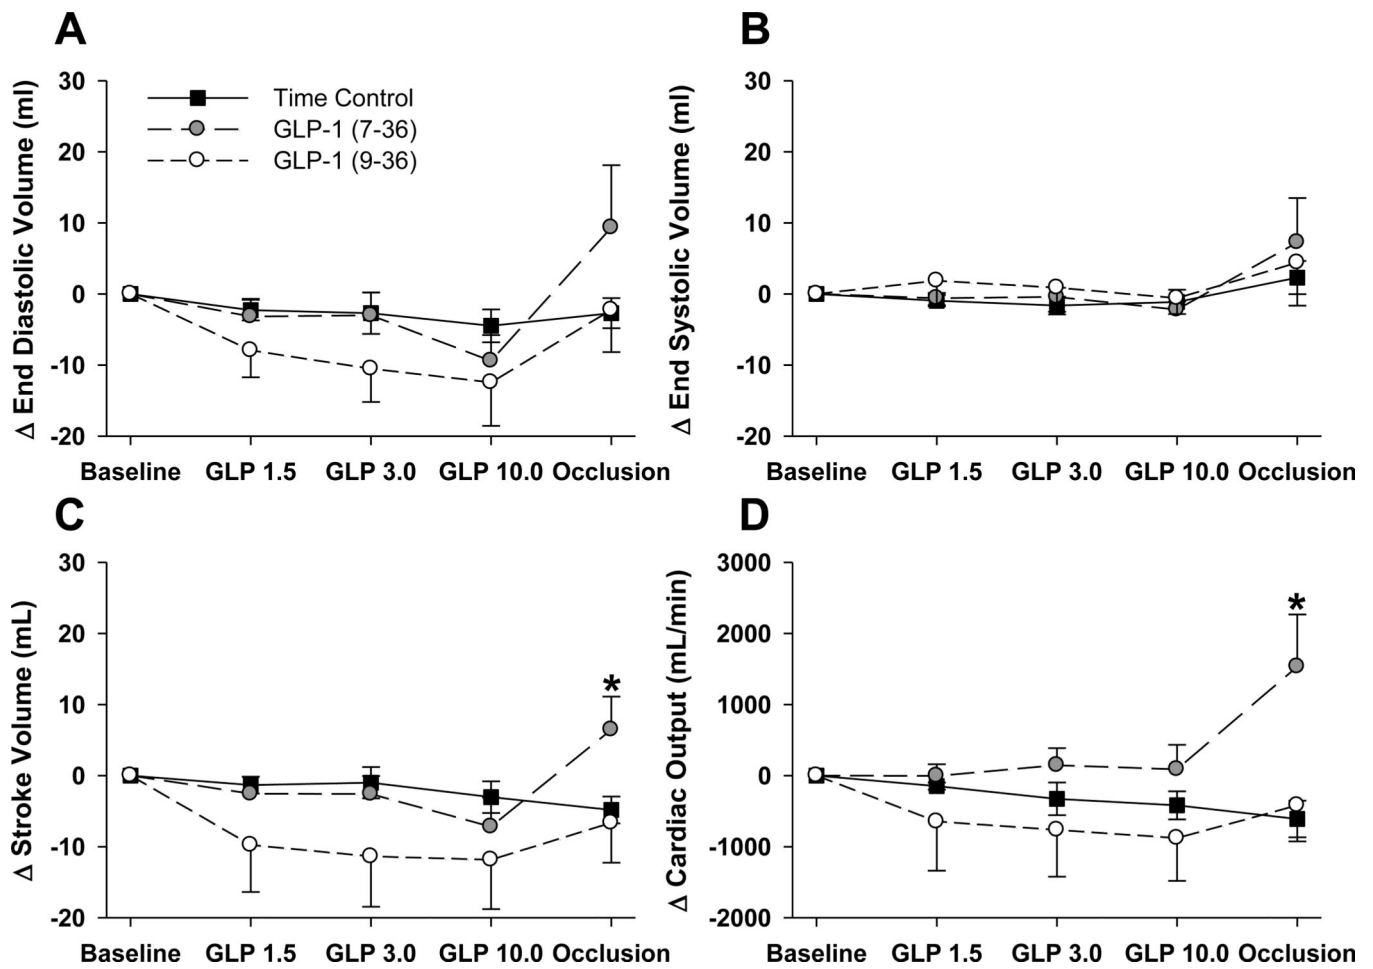 A
Δ End Diastolic Volume (ml)
30
20
10
0
-10
-20
Time Control
GLP-1 (7-36)
GLP-1 (9-36)
Baseline GLP 1.5 GLP 3.0 GLP 10.0 Occlusion
B
Δ End Systolic Volume (ml)
30
20
10
0
-10
-20
Baseline GLP 1.5 GLP 3.0 GLP 10.0 Occlusion
C
Δ Stroke Volume (mL)
30
20
10
0
-10
-20
*
Baseline GLP 1.5 GLP 3.0 GLP 10.0 Occlusion
D
Δ Cardiac Output (mL/min)
3000
2000
1000
0
-1000
-2000
*
Baseline GLP 1.5 GLP 3.0 GLP 10.0 Occlusion